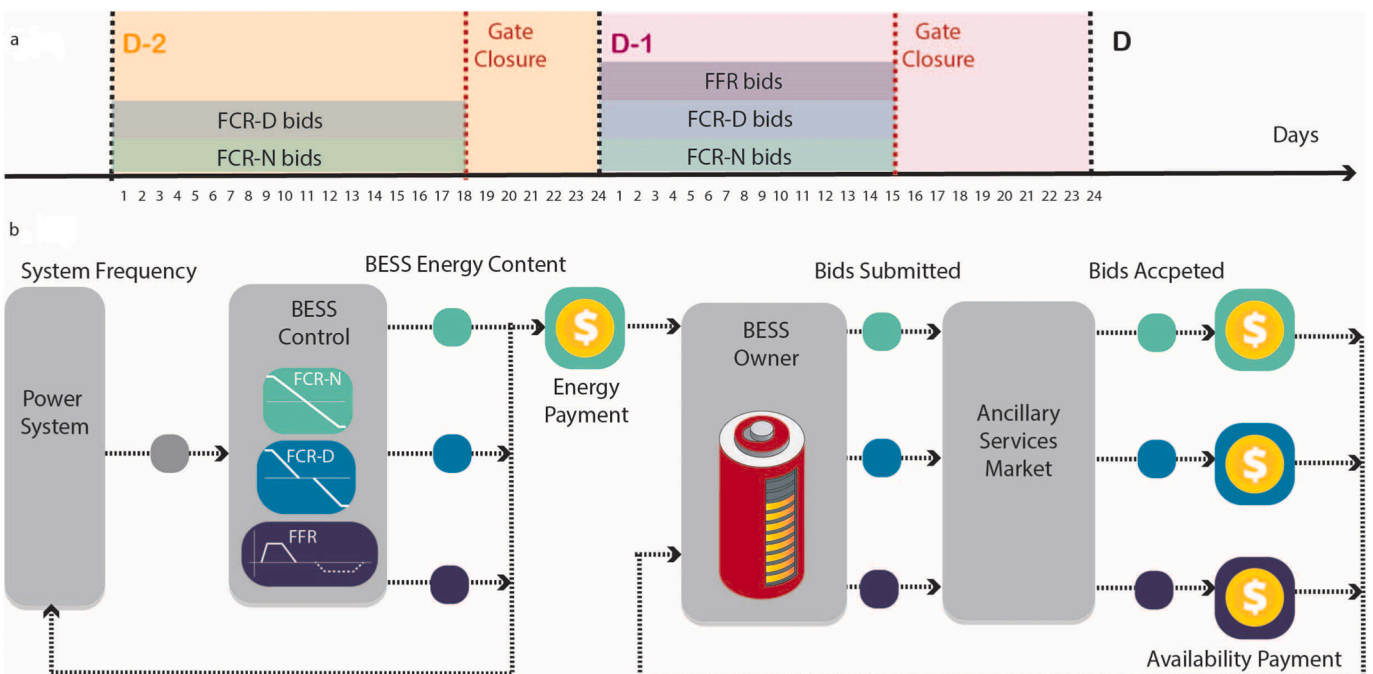 a
D-2
Gate
Closure
D-1
Gate
Closure
D
FFR bids
FCR-D bids
FCR-D bids
FCR-N bids
FCR-N bids
Days
1 2 3 4 5 6 7 8 9 10 11 12 13 14 15 16 17 18 19 20 21 22 23 24 1 2 3 4 5 6 7 8 9 10 11 12 13 14 15 16 17 18 19 20 21 22 23 24
b
System Frequency
BESS Energy Content
Bids Submitted
Bids Accpeted
Power
System
BESS
Control
FCR-N
FCR-D
FFR
$
Energy
Payment
BESS
Owner
Ancillary
Services
Market
$
$
$
Availability Payment